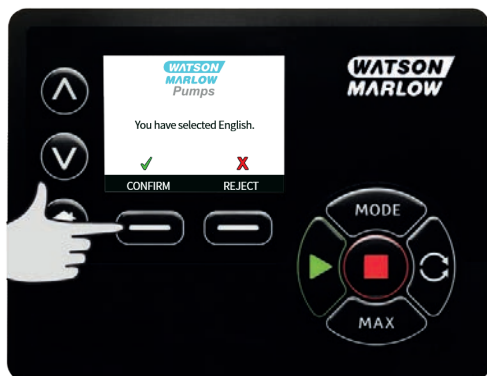 WATSON
MARLOW
Pumps
You have selected English.
CONFIRM
REJECT
WATSON
MARLOW
MODE
MAX